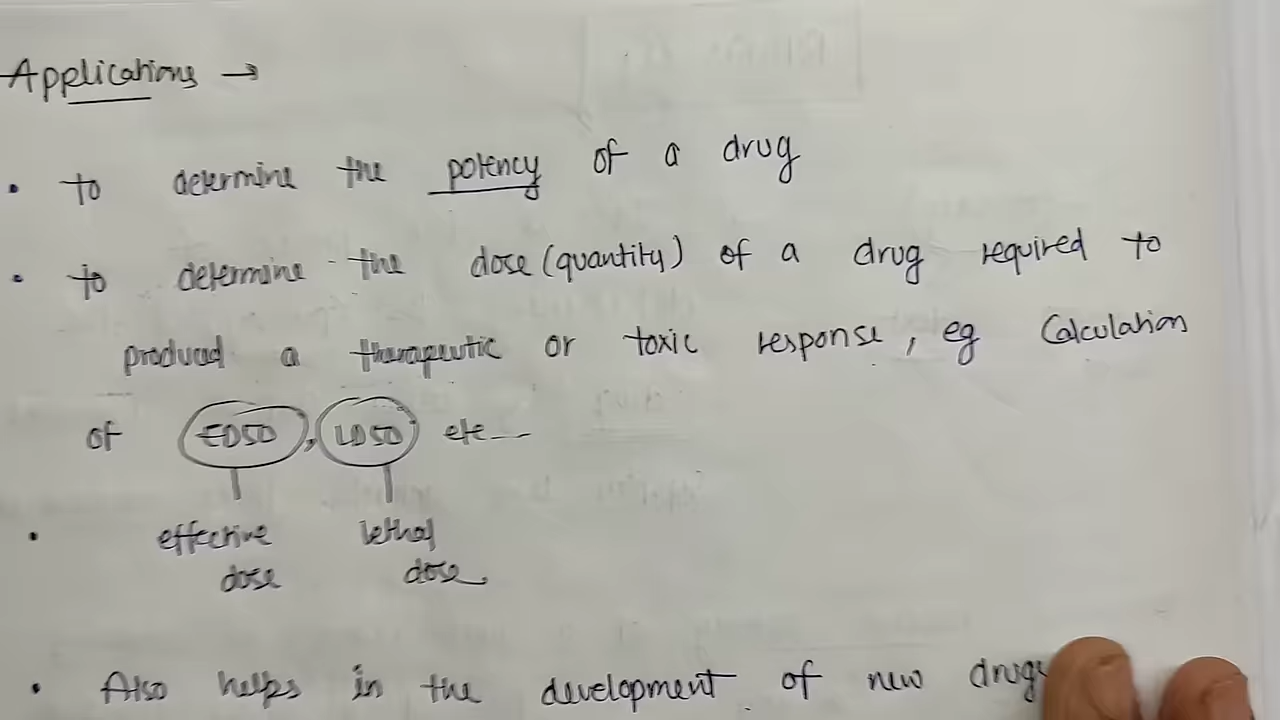 Applications →
• to determine the potency of a drug
• to determine the dose (quantity) of a drug required to
produced a therapeutic or toxic response, eg Calculation
of ED50, LD50 etc---
• effective lethal
dose dose
• Also helps in the development of new drugs